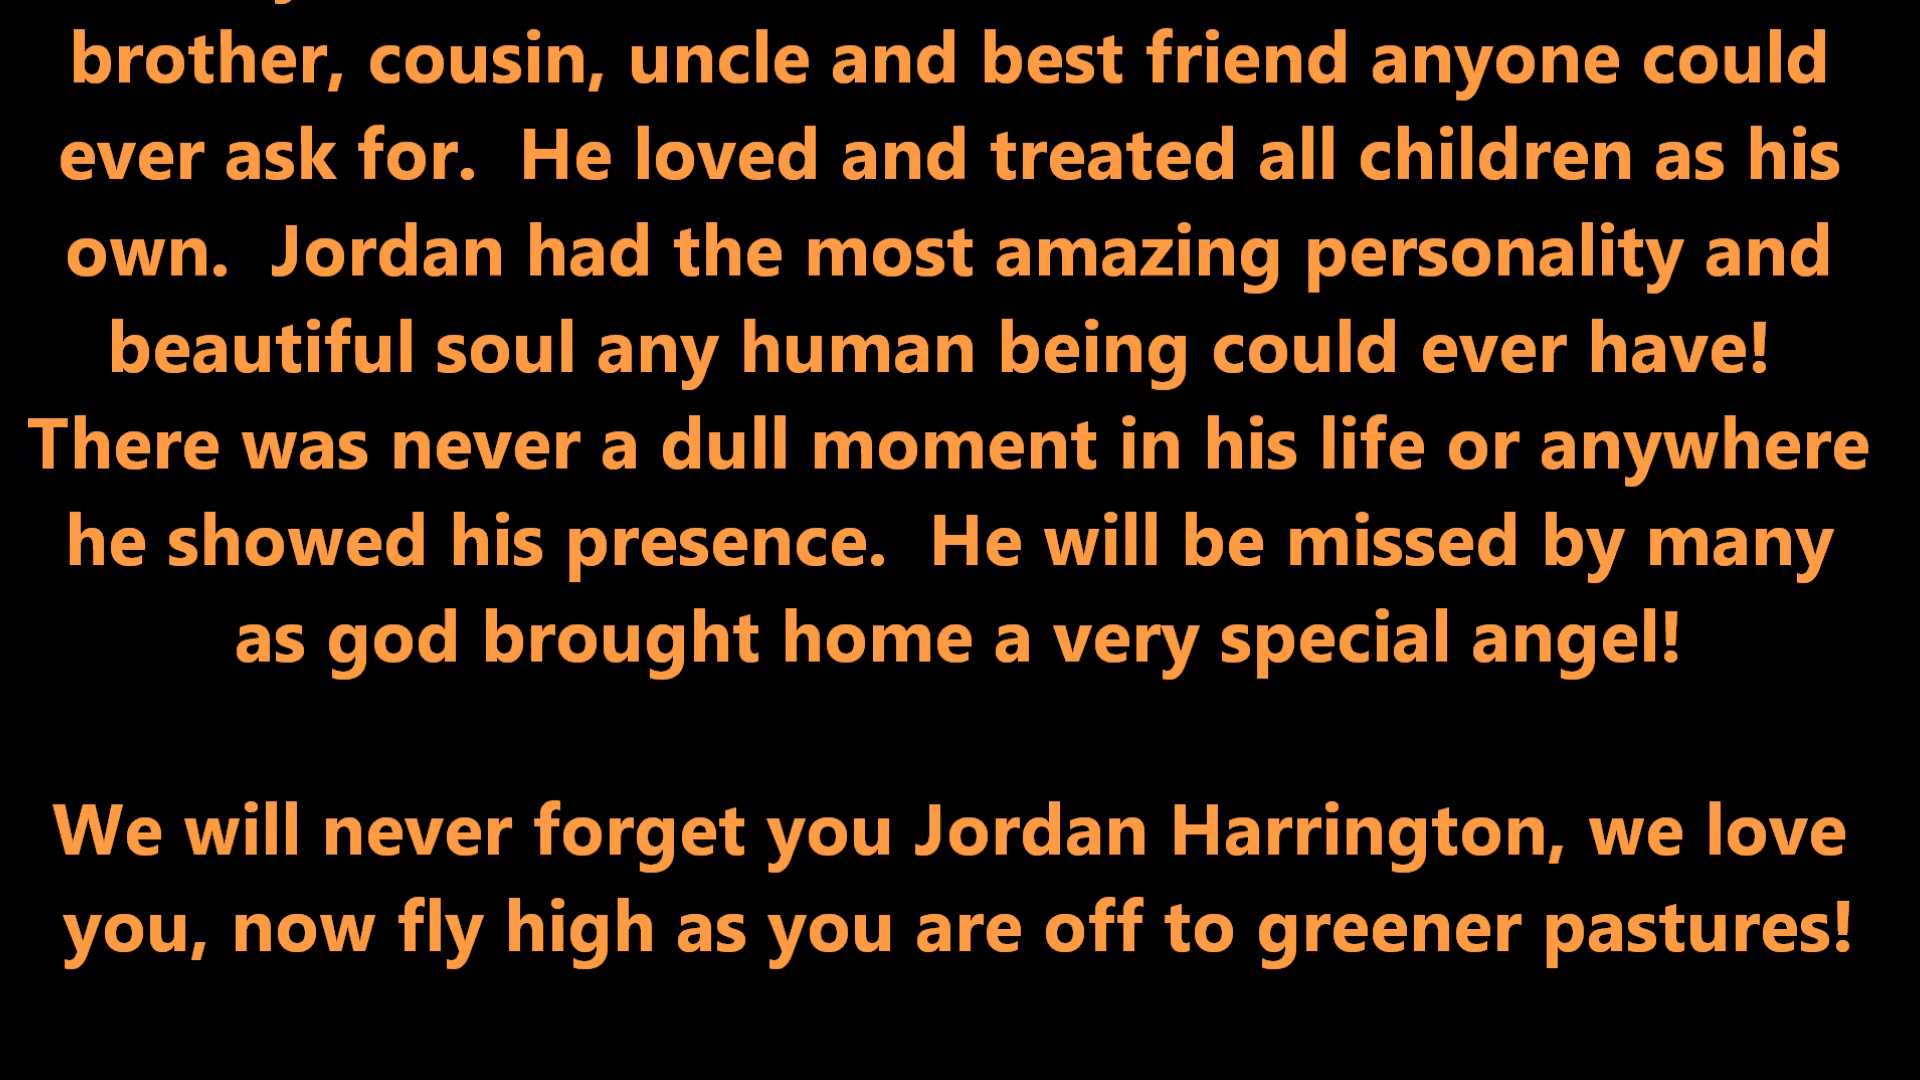 brother, cousin, uncle and best friend anyone could
ever ask for.  He loved and treated all children as his
own.  Jordan had the most amazing personality and
beautiful soul any human being could ever have!
There was never a dull moment in his life or anywhere
he showed his presence.  He will be missed by many
as god brought home a very special angel!
We will never forget you Jordan Harrington, we love
you, now fly high as you are off to greener pastures!